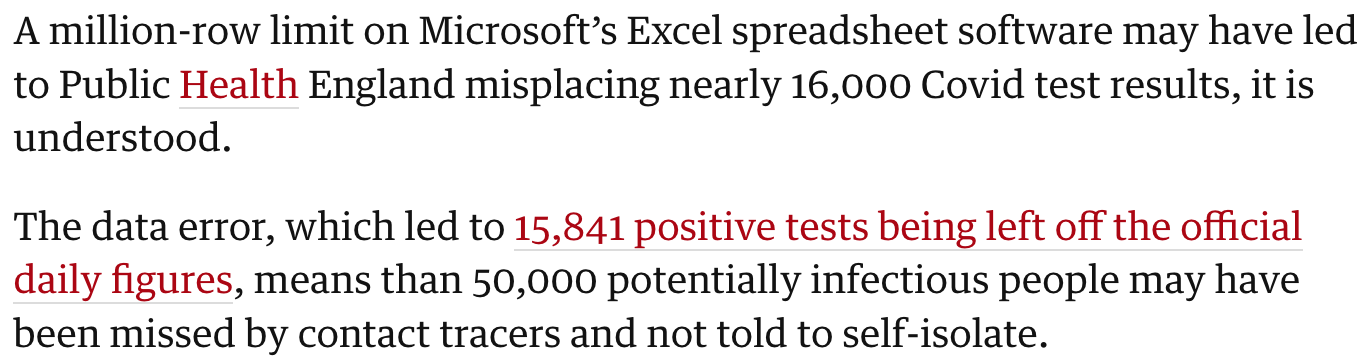 A million-row limit on Microsoft’s Excel spreadsheet software may have led
to Public Health England misplacing nearly 16,000 Covid test results, it is
understood.
The data error, which led to 15,841 positive tests being left off the official
daily figures, means than 50,000 potentially infectious people may have
been missed by contact tracers and not told to self-isolate.